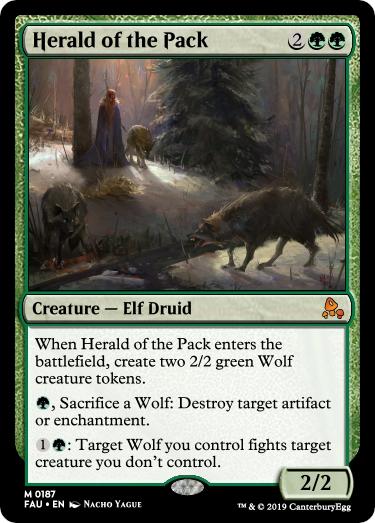 Herald of the Pack 2
Creature — Elf Druid
When Herald of the Pack enters the
battlefield, create two 2/2 green Wolf
creature tokens.
, Sacrifice a Wolf: Destroy target artifact
or enchantment.
1 : Target Wolf you control fights target
creature you don't control.
2/2
M 0187
FAU • EN Nacho Yague
™ & © 2019 CanterburyEgg